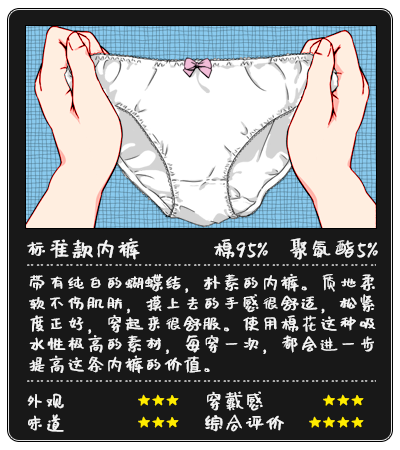 标准款内裤 棉95% 聚氨酯5%
带有纯白的蝴蝶结，朴素的内裤。质地柔
软不伤肌肤，摸上去的手感很舒适，松紧
度正好，穿起来很舒服。使用棉花这种吸
水性极高的素材，每穿一次，都会进一步
提高这条内裤的价值。
外观 ★★★ 穿戴感 ★★★
味道 ★★★ 综合评价 ★★★★